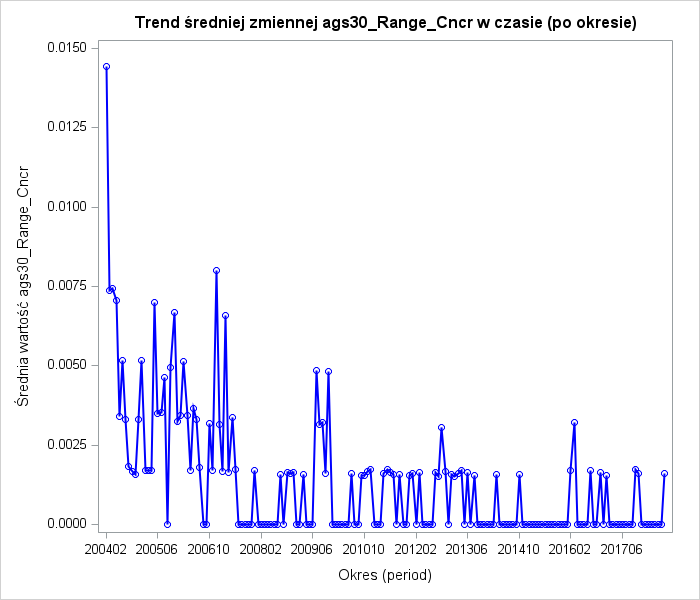 Trend średniej zmiennej ags30_Range_Cncr w czasie (po okresie)
Średnia wartość ags30_Range_Cncr
0.0150
0.0125
0.0100
0.0075
0.0050
0.0025
0.0000
200402 200506 200610 200802 200906 201010 201202 201306 201410 201602 201706
Okres (period)